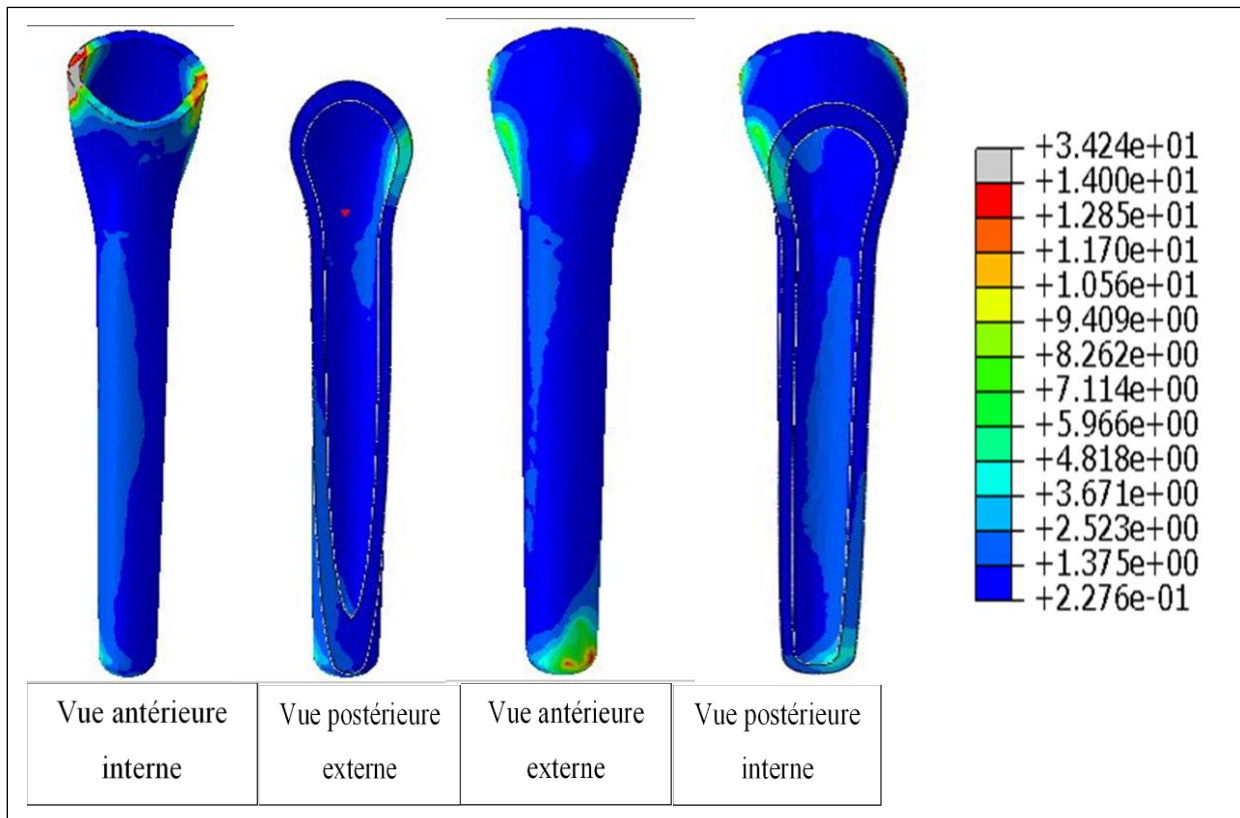 +3.424e+01
+1.400e+01
+1.285e+01
+1.170e+01
+1.056e+01
+9.409e+00
+8.262e+00
+7.114e+00
+5.966e+00
+4.818e+00
+3.671e+00
+2.523e+00
+1.375e+00
+2.276e-01
Vue antérieure
interne
Vue postérieure
externe
Vue antérieure
externe
Vue postérieure
interne